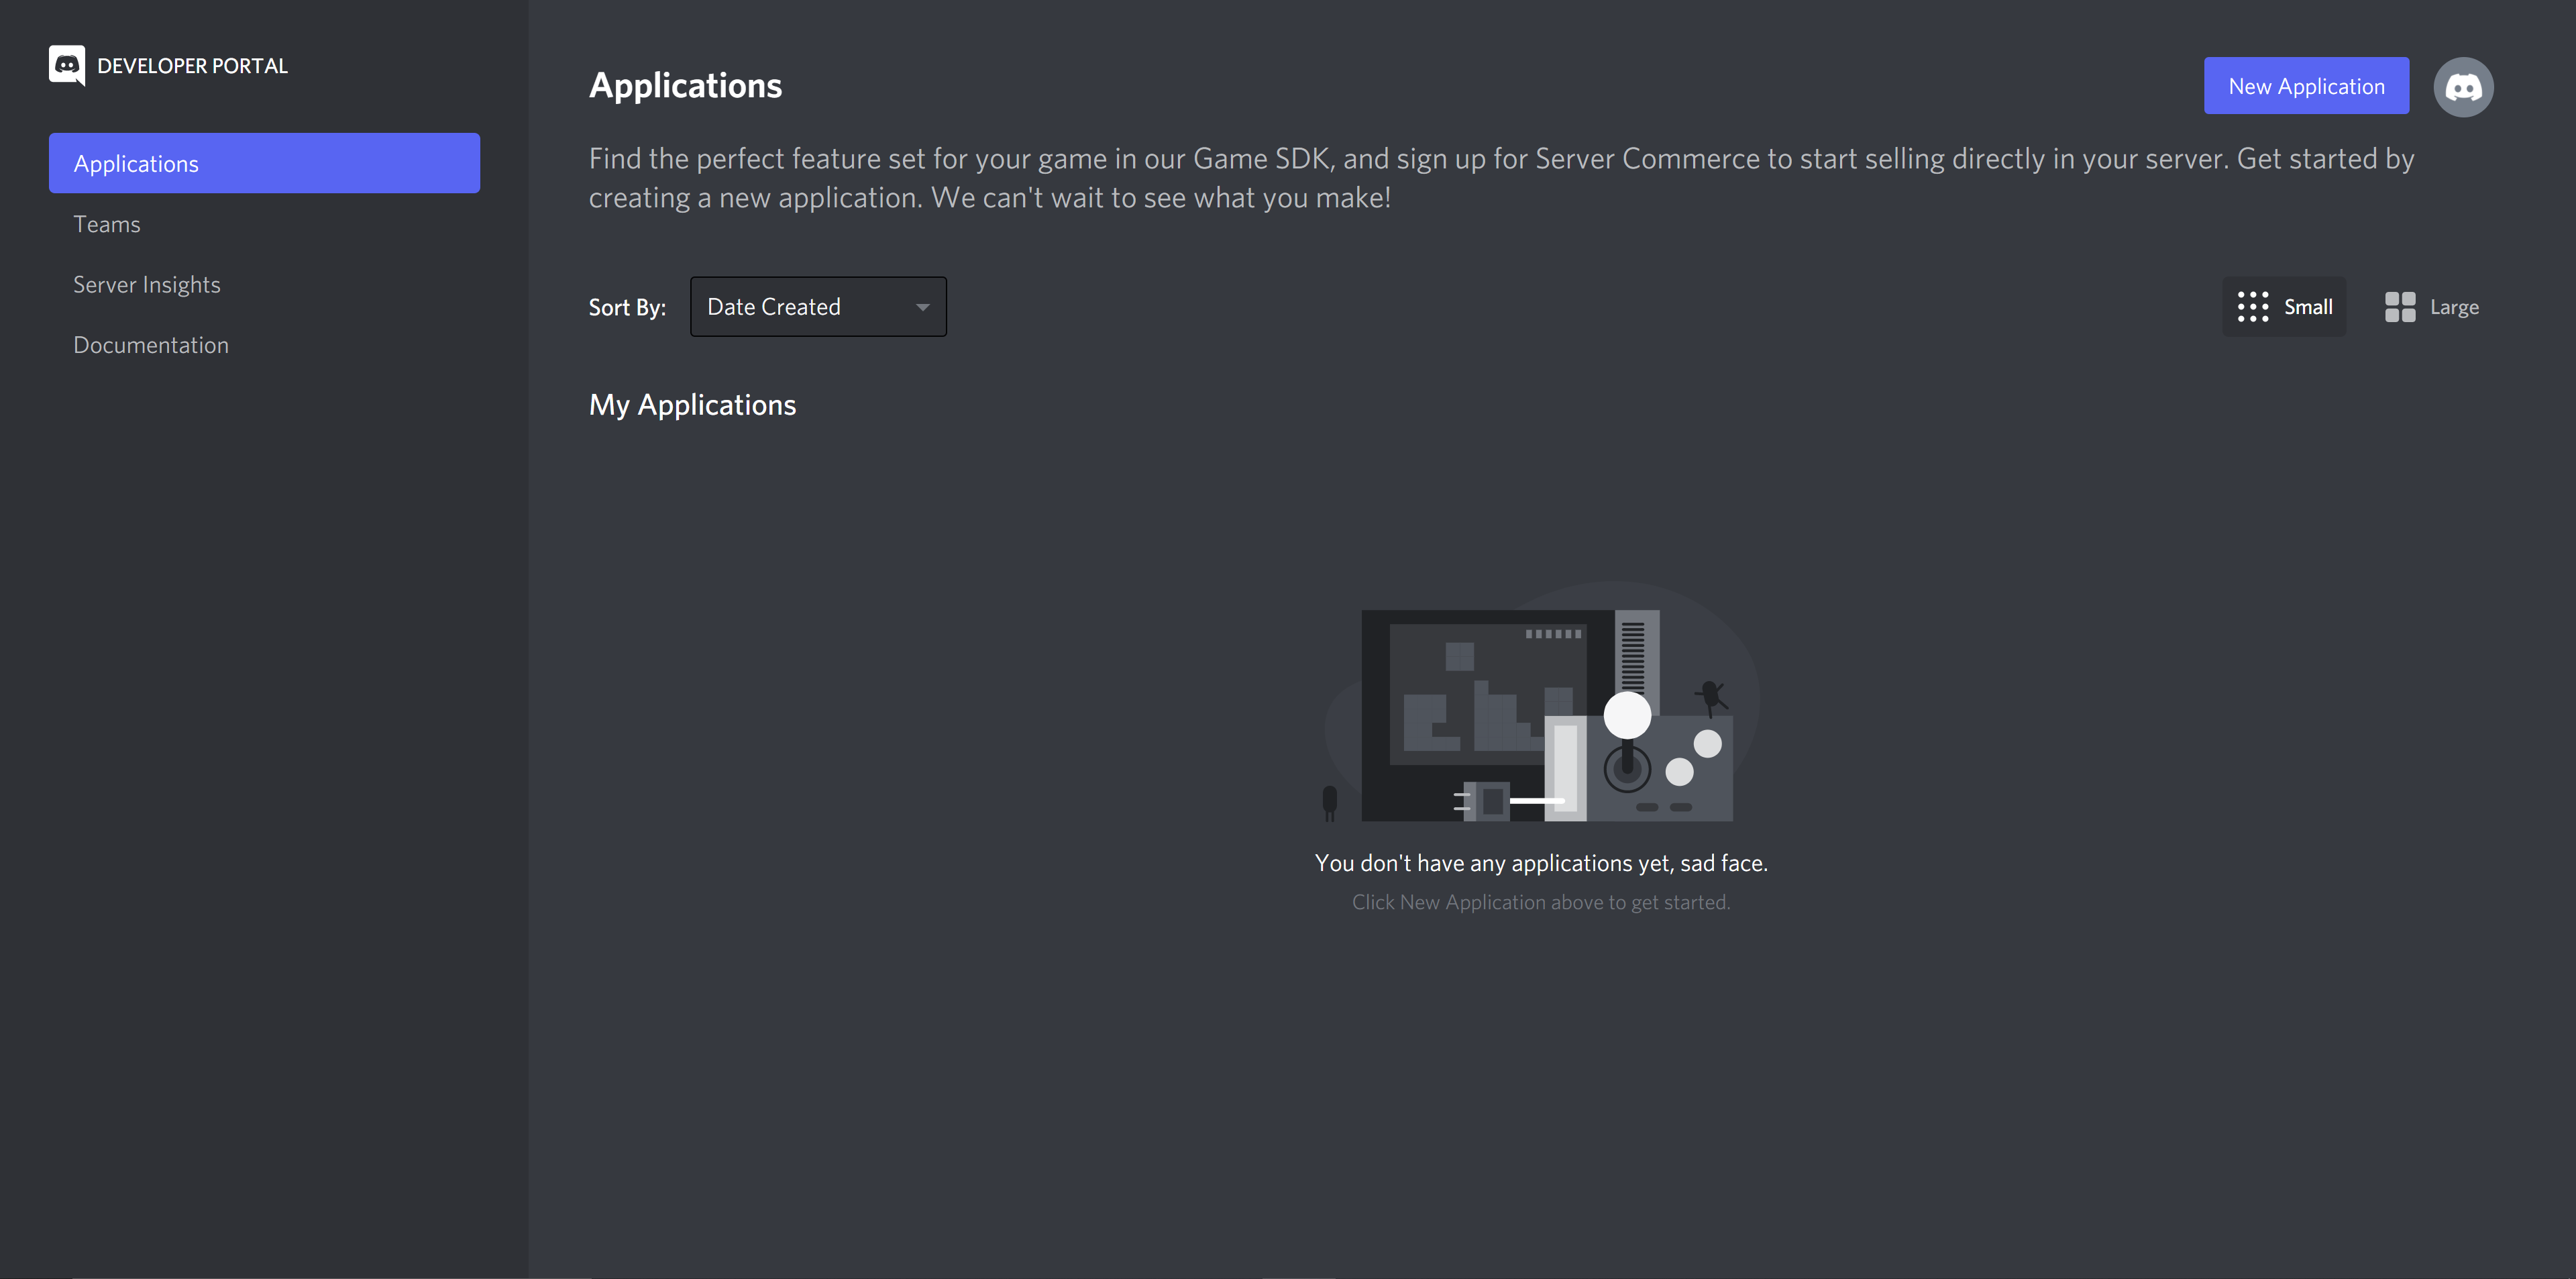 DEVELOPER PORTAL
Applications
Teams
Server Insights
Documentation
Applications
New Application
Find the perfect feature set for your game in our Game SDK, and sign up for Server Commerce to start selling directly in your server. Get started by
creating a new application. We can't wait to see what you make!
Sort By:
Date Created
Small
Large
My Applications
You don't have any applications yet, sad face.
Click New Application above to get started.